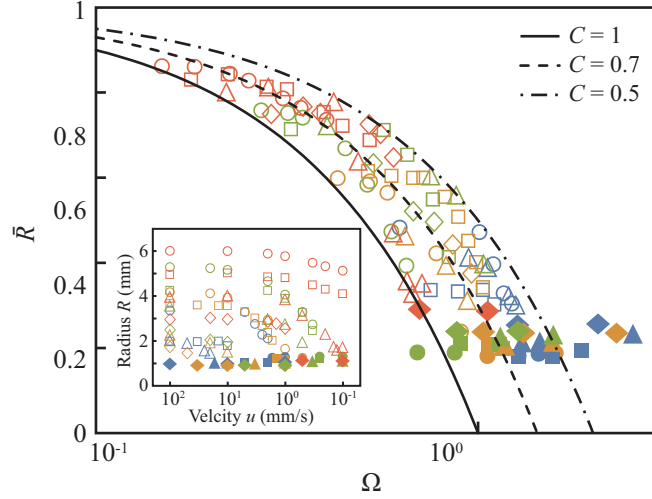 1
0.8
0.6
0.4
0.2
0
R̄
C = 1
C = 0.7
C = 0.5
6
4
2
0
Radius R (mm)
10² 10¹ 10⁰ 10⁻¹
Velcity u (mm/s)
10⁻¹ 10⁰
Ω